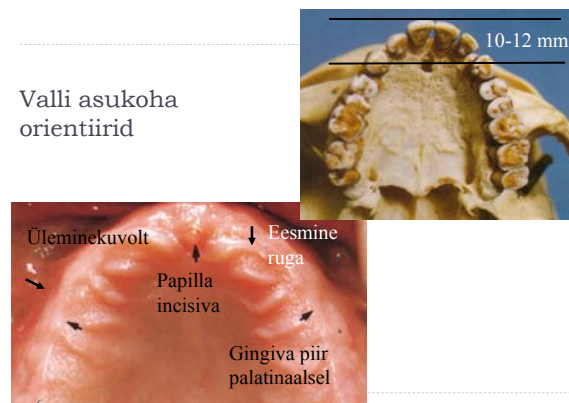 10-12 mm
Valli asukoha
orientiirid
Üleminekuvolt
Eesmine
ruga
Papilla
incisiva
Gingiva piir
palatinaalsel